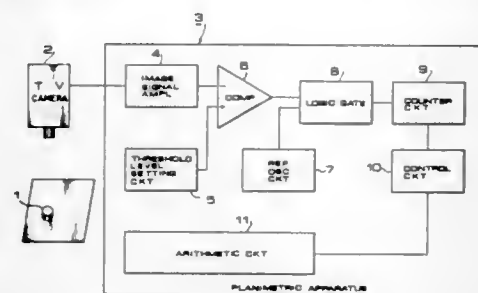 3
2
4
6
8
9
T V
CAMERA
IMAGE
SIGNAL
AMPL
COMP
LOGIC GATE
COUNTER
CKT
THRESHOLD
LEVEL
SETTING
CKT
5
REF
OSC CKT
7
10
CONTROL
CKT
1
11
ARITHMETIC CKT
PLANIMETRIC APPARATUS